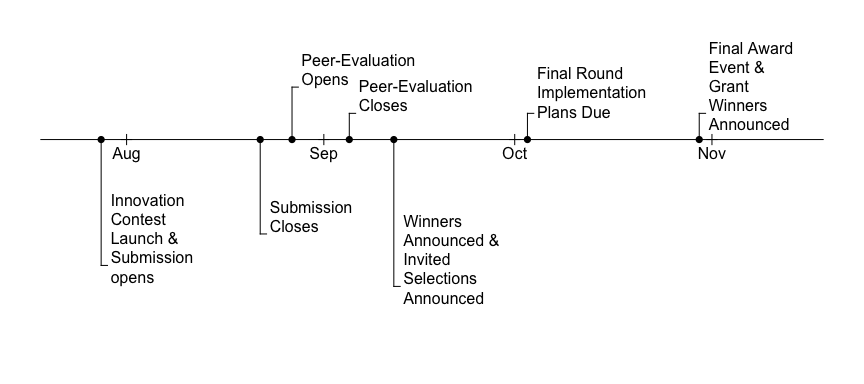 Peer-Evaluation
Opens
Peer-Evaluation
Closes
Final Round
Implementation
Plans Due
Final Award
Event &
Grant
Winners
Announced
Aug
Sep
Oct
Nov
Innovation
Contest
Launch &
Submission
opens
Submission
Closes
Winners
Announced &
Invited
Selections
Announced